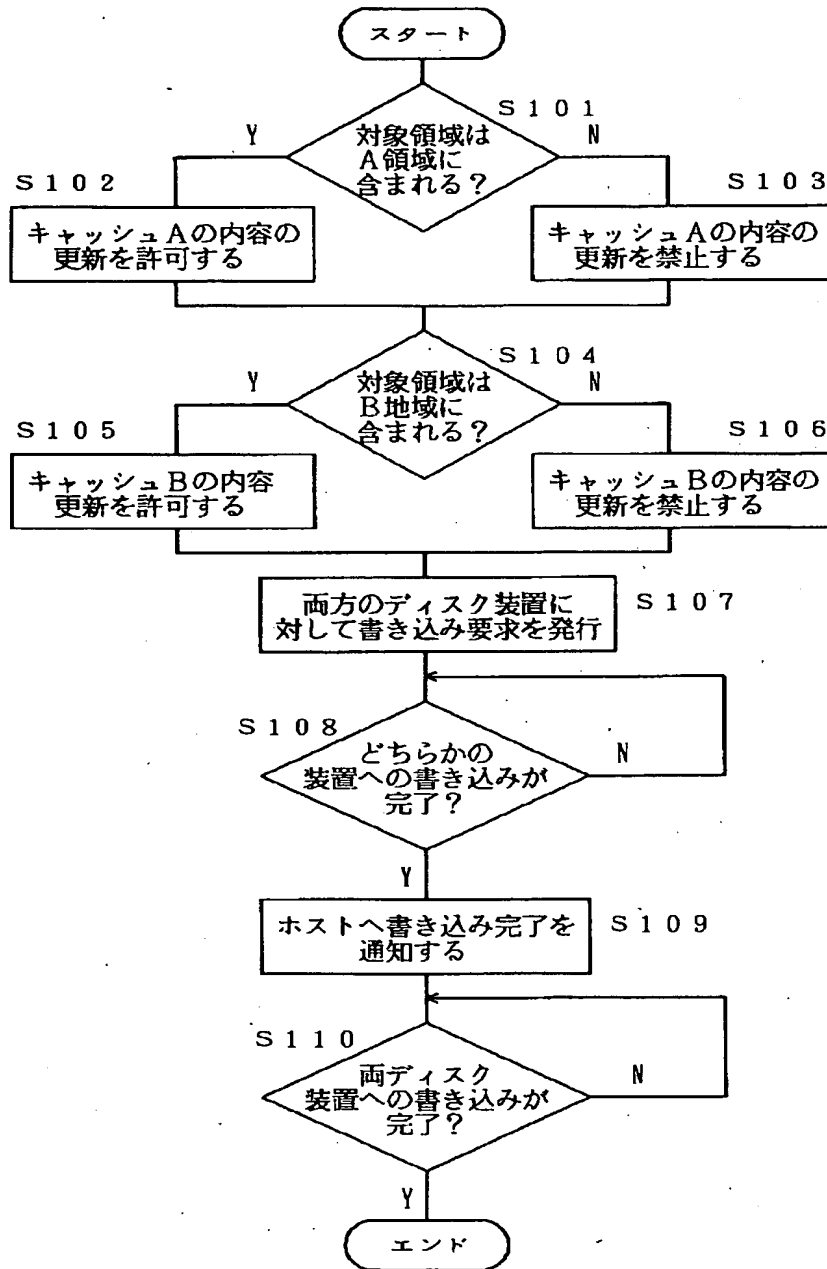 スタート
S101
対象領域は
A領域に
含まれる?
Y
N
S102
キャッシュAの内容の
更新を許可する
S103
キャッシュAの内容の
更新を禁止する
S104
対象領域は
B地域に
含まれる?
Y
N
S105
キャッシュBの内容
更新を許可する
S106
キャッシュBの内容の
更新を禁止する
両方のディスク装置に
対して書き込み要求を発行
S107
S108
どちらかの
装置への書き込みが
完了?
N
Y
ホストへ書き込み完了を
通知する
S109
S110
両ディスク
装置への書き込みが
完了?
N
Y
エンド